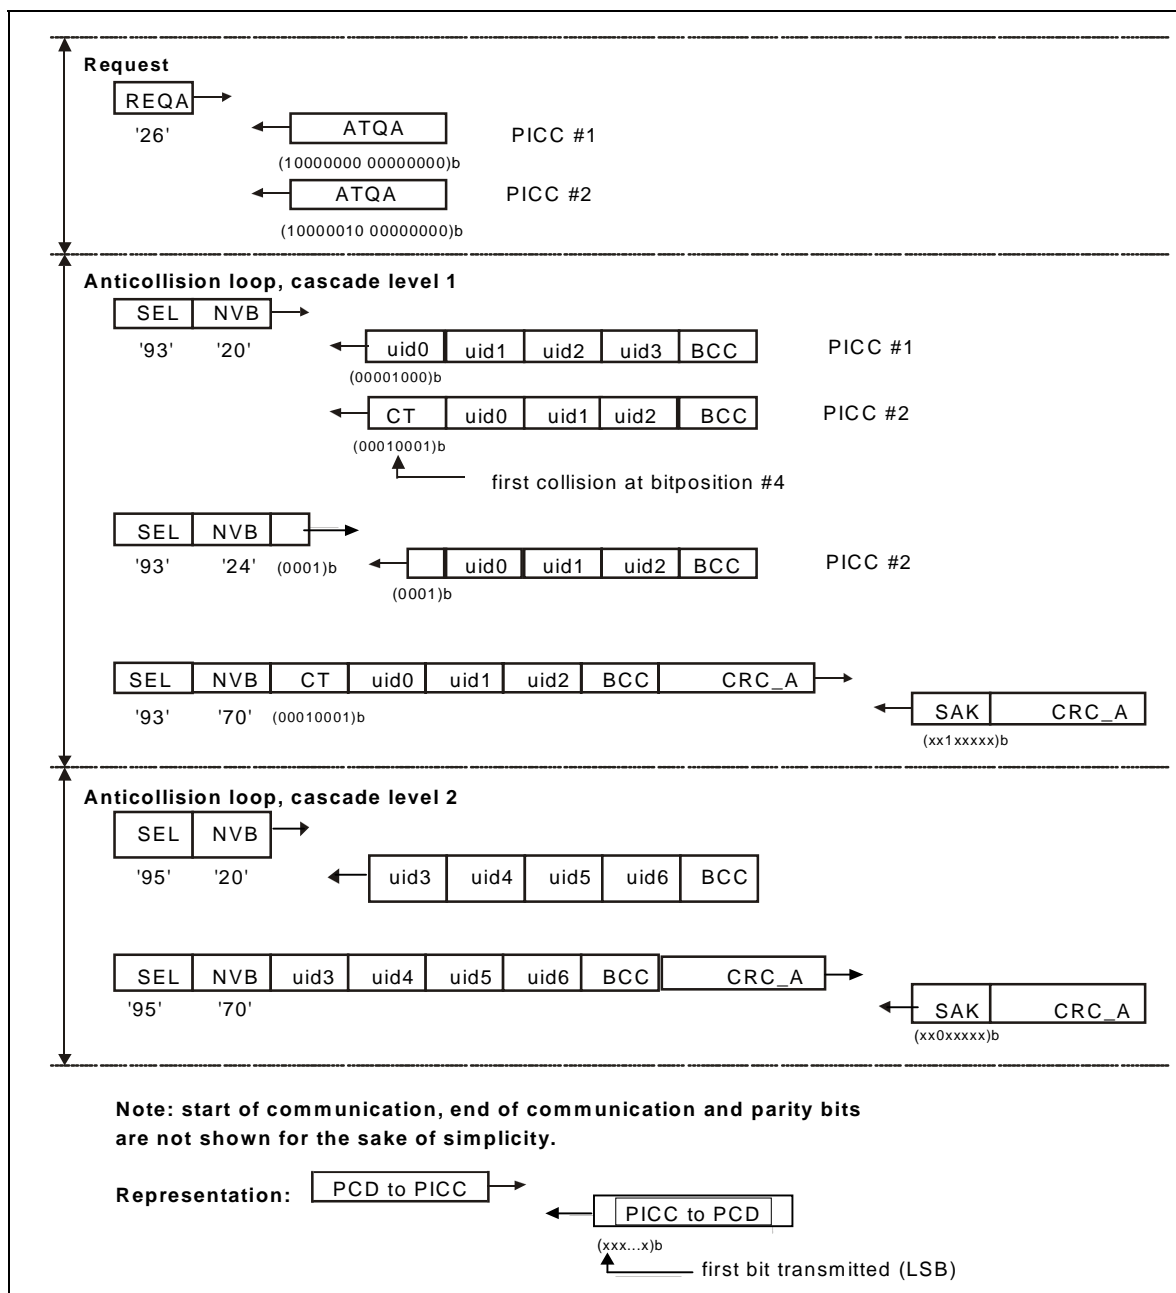 Request
REQA
'26'
ATQA PICC #1
(10000000 00000000)b
ATQA PICC #2
(10000010 00000000)b
Anticollision loop, cascade level 1
SEL NVB
'93' '20'
uid0 uid1 uid2 uid3 BCC PICC #1
(00001000)b
CT uid0 uid1 uid2 BCC PICC #2
(00010001)b
first collision at bitposition #4
SEL NVB
'93' '24' (0001)b
uid0 uid1 uid2 BCC PICC #2
(0001)b
SEL NVB CT uid0 uid1 uid2 BCC CRC_A
'93' '70' (00010001)b
SAK CRC_A
(xx1xxxxx)b
Anticollision loop, cascade level 2
SEL NVB
'95' '20'
uid3 uid4 uid5 uid6 BCC
SEL NVB uid3 uid4 uid5 uid6 BCC CRC_A
'95' '70'
SAK CRC_A
(xx0xxxxx)b
Note: start of communication, end of communication and parity bits
are not shown for the sake of simplicity.
Representation: PCD to PICC
PICC to PCD
(xxx...x)b
first bit transmitted (LSB)